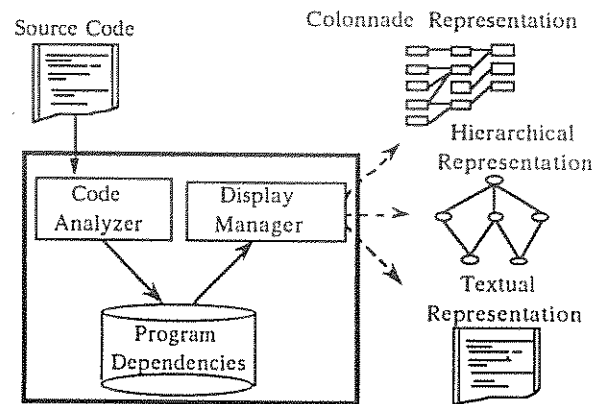 Source Code
Colonnade Representation
Hierarchical
Representation
Code
Analyzer
Display
Manager
Textual
Representation
Program
Dependencies